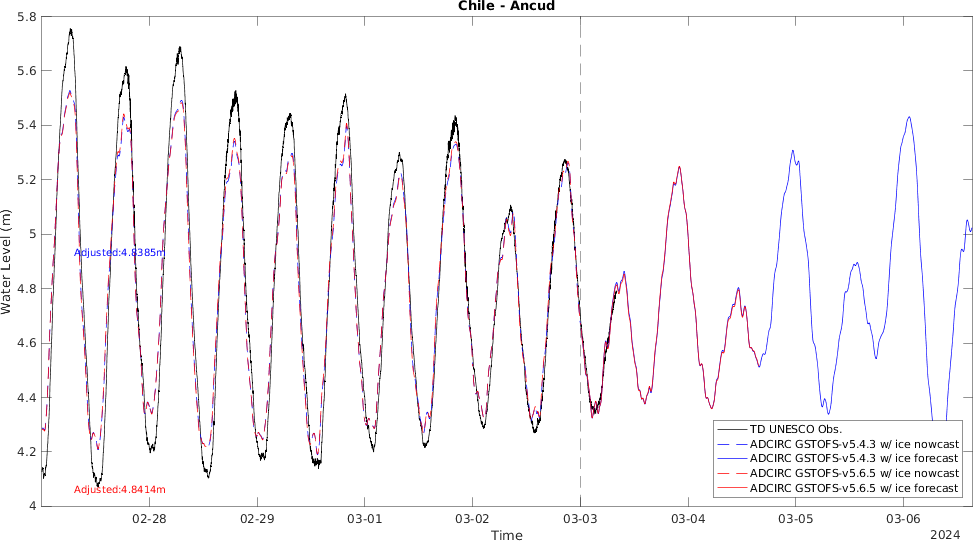 Chile - Ancud
5.8
5.6
5.4
5.2
5
4.8
4.6
4.4
4.2
4
Water Level (m)
Adjusted:4.8385m
Adjusted:4.8414m
TD UNESCO Obs.
ADCIRC GSTOFS-v5.4.3 w/ ice nowcast
ADCIRC GSTOFS-v5.4.3 w/ ice forecast
ADCIRC GSTOFS-v5.6.5 w/ ice nowcast
ADCIRC GSTOFS-v5.6.5 w/ ice forecast
02-28 02-29 03-01 03-02 03-03 03-04 03-05 03-06
Time
2024